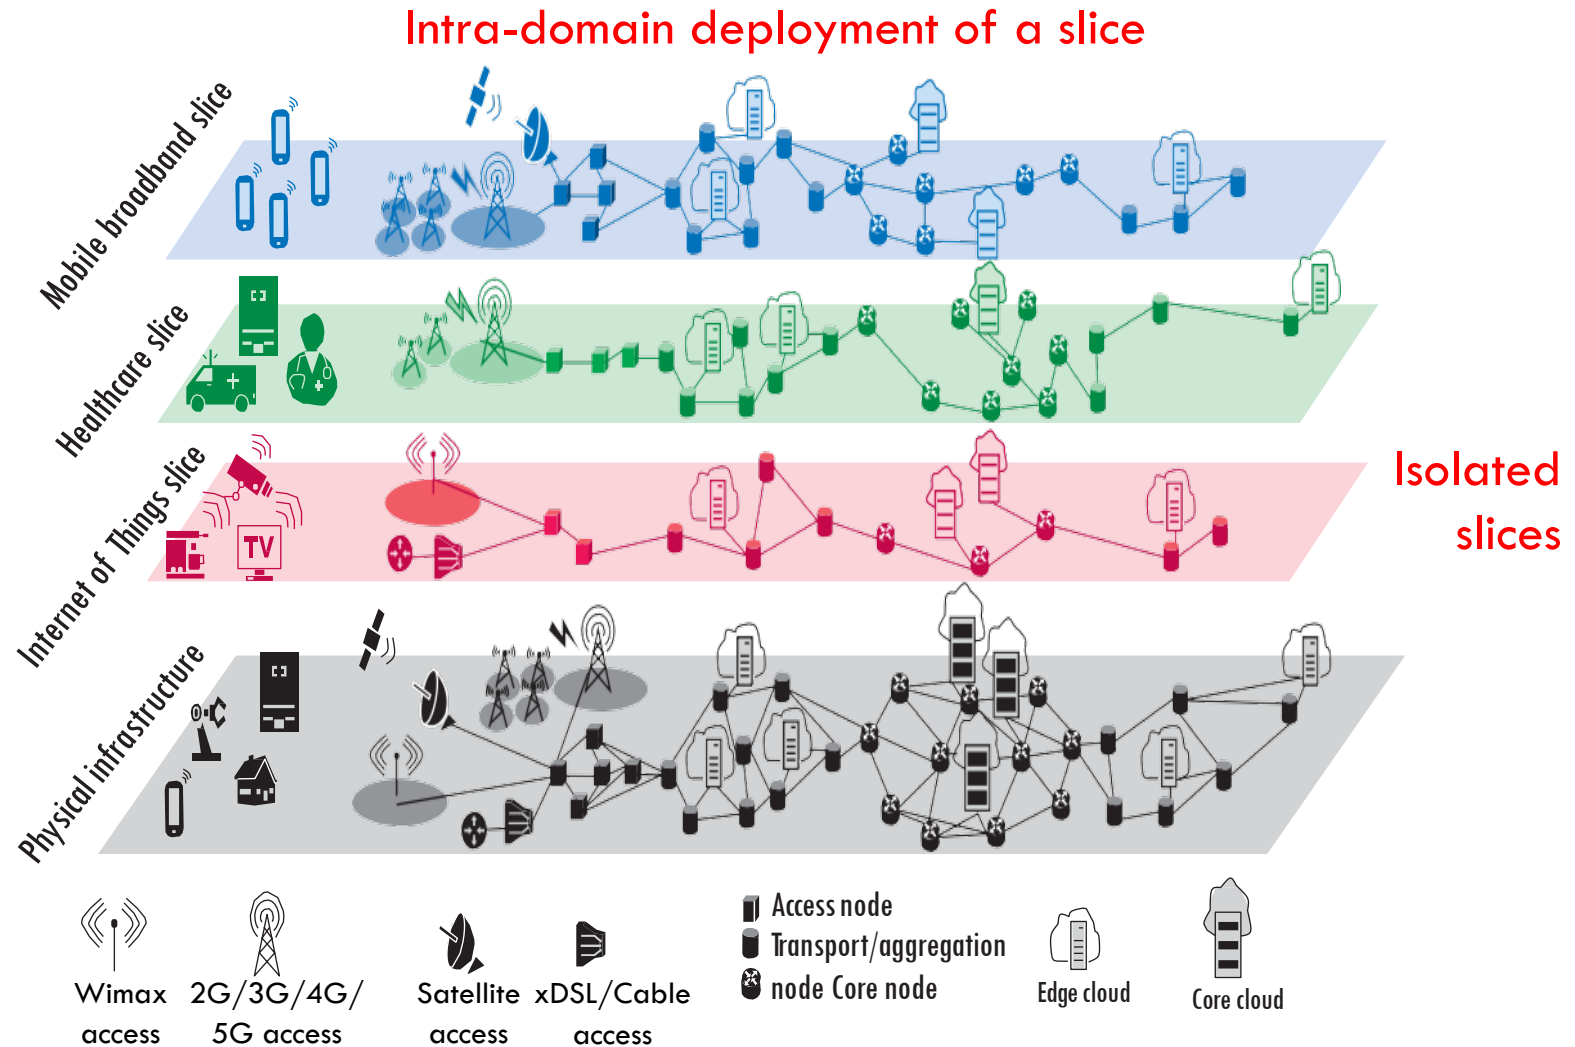 Intra-domain deployment of a slice
Mobile broadband slice
Healthcare slice
Internet of Things slice
TV
Isolated
slices
Physical infrastructure
Wimax
access
2G/3G/4G/
5G access
Satellite
access
xDSL/Cable
access
Access node
Transport/aggregation
node Core node
Edge cloud
Core cloud